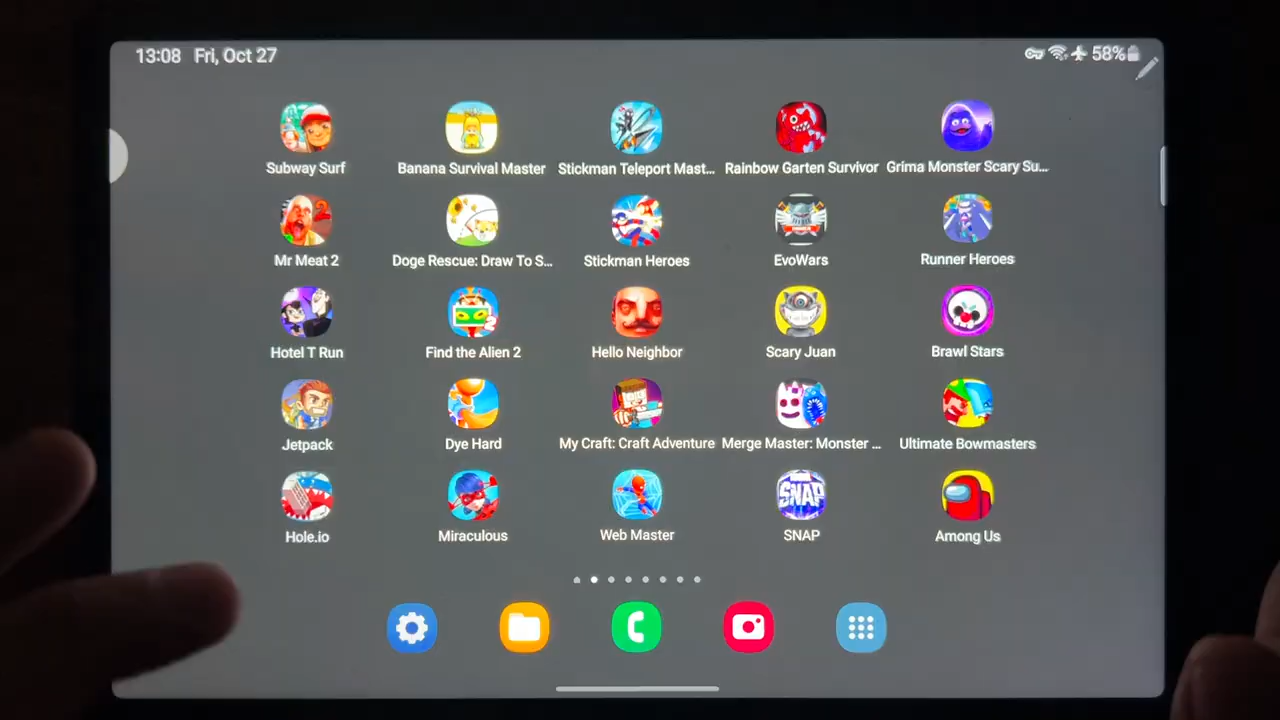 13:08 Fri, Oct 27
58%
Subway Surf
Banana Survival Master
Stickman Teleport Mast...
Rainbow Garten Survivor
Grima Monster Scary Su...
2
Mr Meat 2
Doge Rescue: Draw To S...
Stickman Heroes
EvoWars
Runner Heroes
2
Hotel T Run
Find the Alien 2
Hello Neighbor
Scary Juan
Brawl Stars
Jetpack
Dye Hard
My Craft: Craft Adventure
Merge Master: Monster ...
Ultimate Bowmasters
SNAP
Hole.io
Miraculous
Web Master
SNAP
Among Us